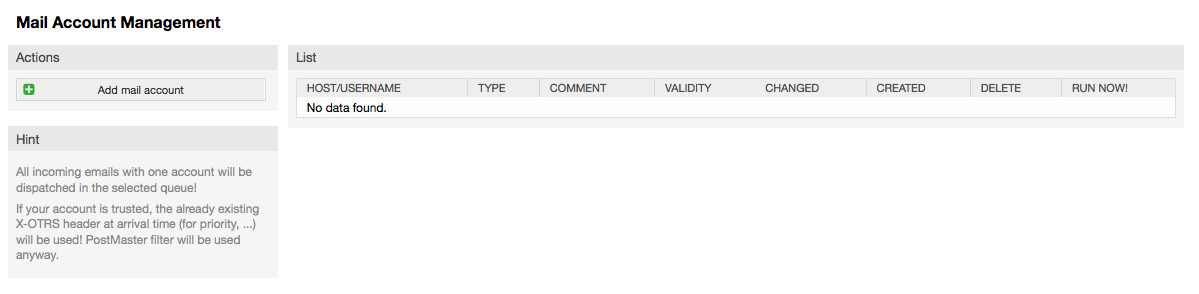 Mail Account Management
Actions
Add mail account
Hint
All incoming emails with one account will be
dispatched in the selected queue!
If your account is trusted, the already existing
X-OTRS header at arrival time (for priority, ...)
will be used! PostMaster filter will be used
anyway.
List
HOST/USERNAME TYPE COMMENT VALIDITY CHANGED CREATED DELETE RUN NOW!
No data found.